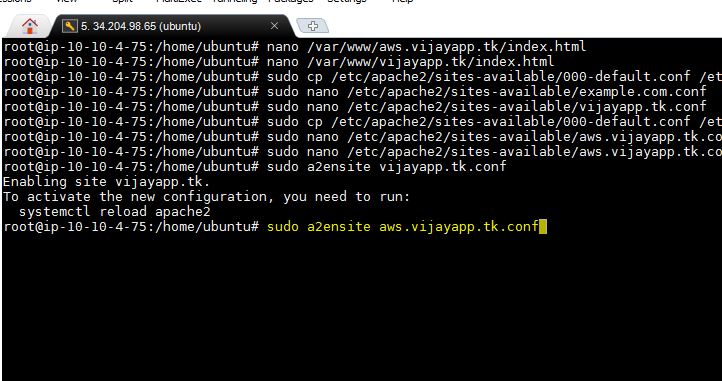 View Split MultiExec Tunneling Packages Settings Help
5. 34.204.98.65 (ubuntu)
root@ip-10-10-4-75:/home/ubuntu# nano /var/www/aws.vijayapp.tk/index.html
root@ip-10-10-4-75:/home/ubuntu# nano /var/www/vijayapp.tk/index.html
root@ip-10-10-4-75:/home/ubuntu# sudo cp /etc/apache2/sites-available/000-default.conf /et
root@ip-10-10-4-75:/home/ubuntu# sudo nano /etc/apache2/sites-available/example.com.conf
root@ip-10-10-4-75:/home/ubuntu# sudo nano /etc/apache2/sites-available/vijayapp.tk.conf
root@ip-10-10-4-75:/home/ubuntu# sudo cp /etc/apache2/sites-available/000-default.conf /et
root@ip-10-10-4-75:/home/ubuntu# sudo nano /etc/apache2/sites-available/aws.vijayapp.tk.co
root@ip-10-10-4-75:/home/ubuntu# sudo nano /etc/apache2/sites-available/aws.vijayapp.tk.co
root@ip-10-10-4-75:/home/ubuntu# sudo a2ensite vijayapp.tk.conf
Enabling site vijayapp.tk.
To activate the new configuration, you need to run:
  systemctl reload apache2
root@ip-10-10-4-75:/home/ubuntu# sudo a2ensite aws.vijayapp.tk.conf